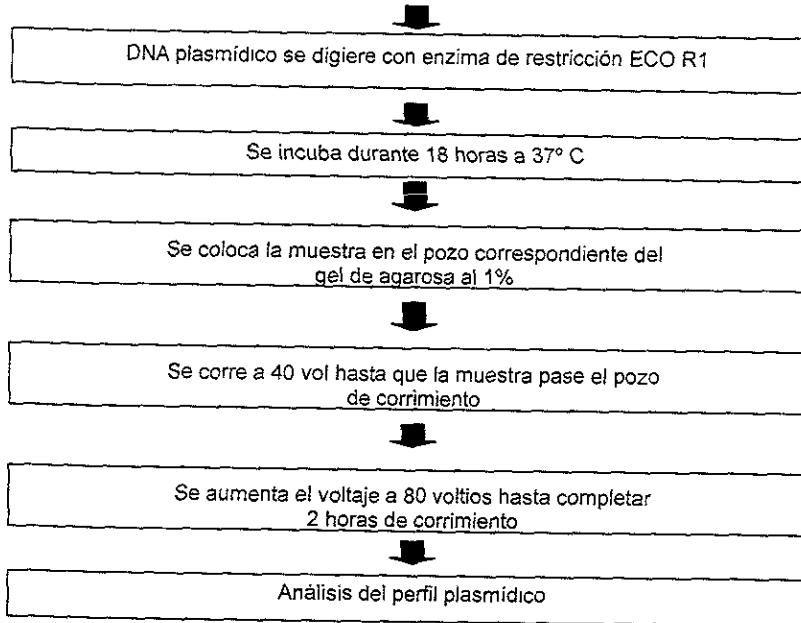 DNA plasmídico se digiere con enzima de restricción ECO R1
Se incuba durante 18 horas a 37° C
Se coloca la muestra en el pozo correspondiente del
gel de agarosa al 1%
Se corre a 40 vol hasta que la muestra pase el pozo
de corrimiento
Se aumenta el voltaje a 80 voltios hasta completar
2 horas de corrimiento
Análisis del perfil plasmídico